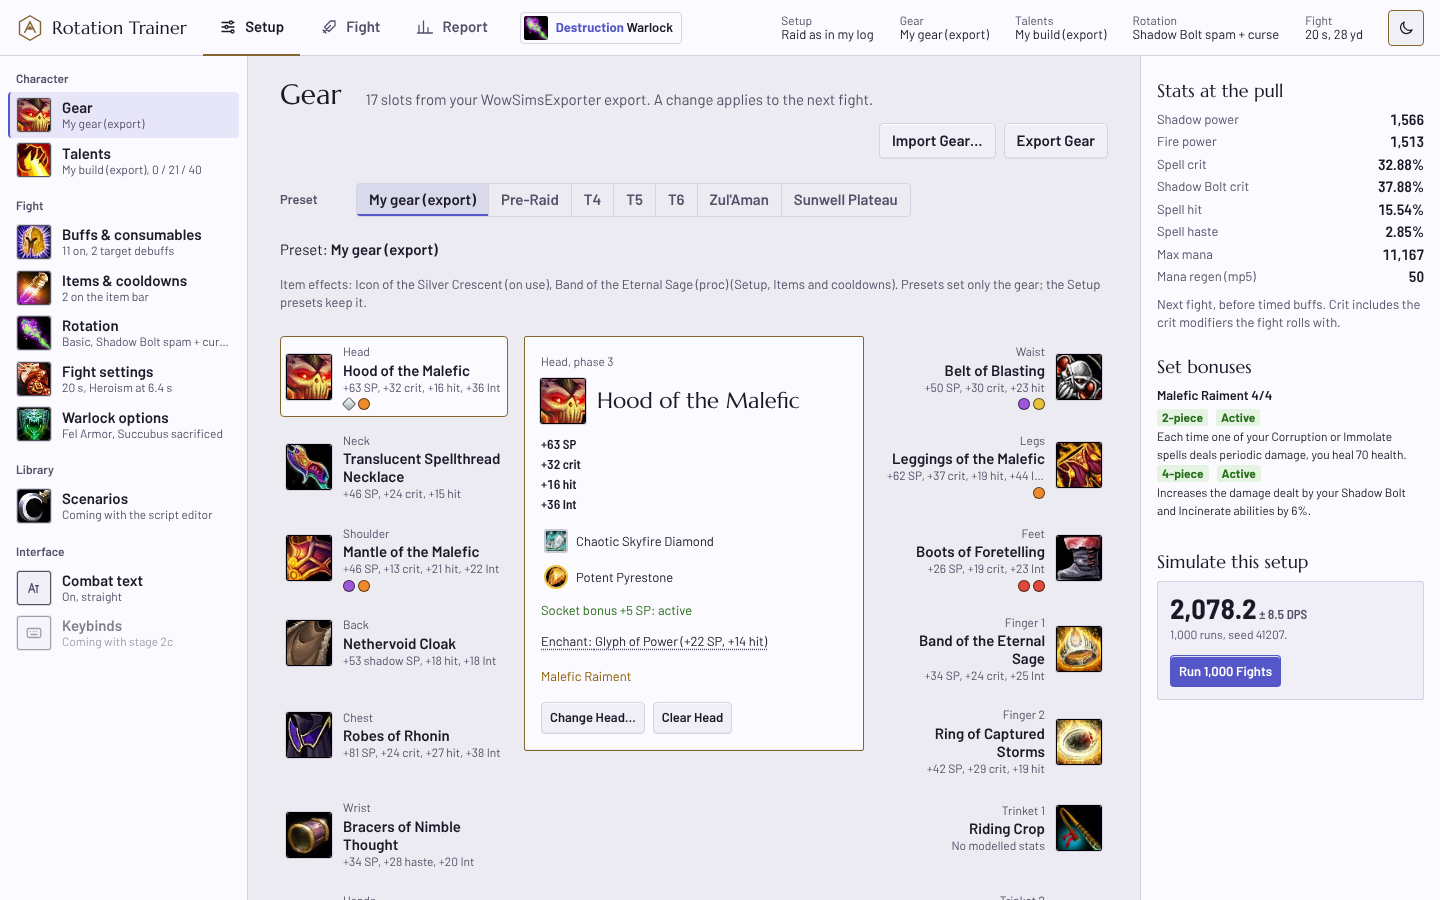 Rotation Trainer
Setup
Fight
Report
Destruction Warlock
Setup
Raid as in my log
Gear
My gear (export)
Talents
My build (export)
Rotation
Shadow Bolt spam + curse
Fight
20 s, 28 yd
Character
Gear
My gear (export)
Talents
My build (export), 0 / 21 / 40
Fight
Buffs & consumables
11 on, 2 target debuffs
Items & cooldowns
2 on the item bar
Rotation
Basic, Shadow Bolt spam + cur...
Fight settings
20 s, Heroism at 6.4 s
Warlock options
Fel Armor, Succubus sacrificed
Library
Scenarios
Coming with the script editor
Interface
Combat text
On, straight
Keybinds
Coming with stage 2c
Gear
17 slots from your WowSimsExporter export. A change applies to the next fight.
Import Gear...
Export Gear
Preset
My gear (export)
Pre-Raid
T4
T5
T6
Zul'Aman
Sunwell Plateau
Preset: My gear (export)
Item effects: Icon of the Silver Crescent (on use), Band of the Eternal Sage (proc) (Setup, Items and cooldowns). Presets set only the gear; the Setup
presets keep it.
Head
Hood of the Malefic
+63 SP, +32 crit, +16 hit, +36 Int
Neck
Translucent Spellthread
Necklace
+46 SP, +24 crit, +15 hit
Shoulder
Mantle of the Malefic
+46 SP, +13 crit, +21 hit, +22 Int
Back
Nethervoid Cloak
+53 shadow SP, +18 hit, +18 Int
Chest
Robes of Rhonin
+81 SP, +24 crit, +27 hit, +38 Int
Wrist
Bracers of Nimble
Thought
+34 SP, +28 haste, +20 Int
Head, phase 3
Hood of the Malefic
+63 SP
+32 crit
+16 hit
+36 Int
Chaotic Skyfire Diamond
Potent Pyrestone
Socket bonus +5 SP: active
Enchant: Glyph of Power (+22 SP, +14 hit)
Malefic Raiment
Change Head...
Clear Head
Waist
Belt of Blasting
+50 SP, +30 crit, +23 hit
Legs
Leggings of the Malefic
+62 SP, +37 crit, +19 hit, +44 I...
Feet
Boots of Foretelling
+26 SP, +19 crit, +23 Int
Finger 1
Band of the Eternal
Sage
+34 SP, +24 crit, +25 Int
Finger 2
Ring of Captured
Storms
+42 SP, +29 crit, +19 hit
Trinket 1
Riding Crop
No modelled stats
Stats at the pull
Shadow power 1,566
Fire power 1,513
Spell crit 32.88%
Shadow Bolt crit 37.88%
Spell hit 15.54%
Spell haste 2.85%
Max mana 11,167
Mana regen (mp5) 50
Next fight, before timed buffs. Crit includes the
crit modifiers the fight rolls with.
Set bonuses
Malefic Raiment 4/4
2-piece Active
Each time one of your Corruption or Immolate
spells deals periodic damage, you heal 70 health.
4-piece Active
Increases the damage dealt by your Shadow Bolt
and Incinerate abilities by 6%.
Simulate this setup
2,078.2 ± 8.5 DPS
1,000 runs, seed 41207.
Run 1,000 Fights